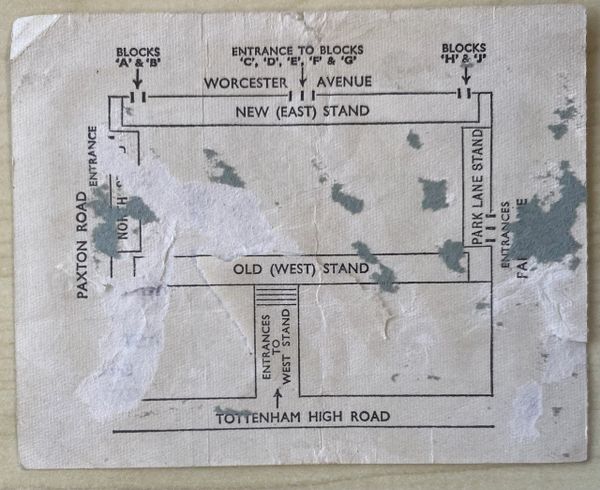 BLOCKS
'A' & 'B'
ENTRANCE TO BLOCKS
'C', 'D', 'E', 'F' & 'G'
BLOCKS
'H' & 'J'
WORCESTER AVENUE
NEW (EAST) STAND
PAXTON ROAD
ENTRANCE
NORTH
PARK LANE STAND
ENTRANCES
OLD (WEST) STAND
ENTRANCES
TO
WEST STAND
TOTTENHAM HIGH ROAD